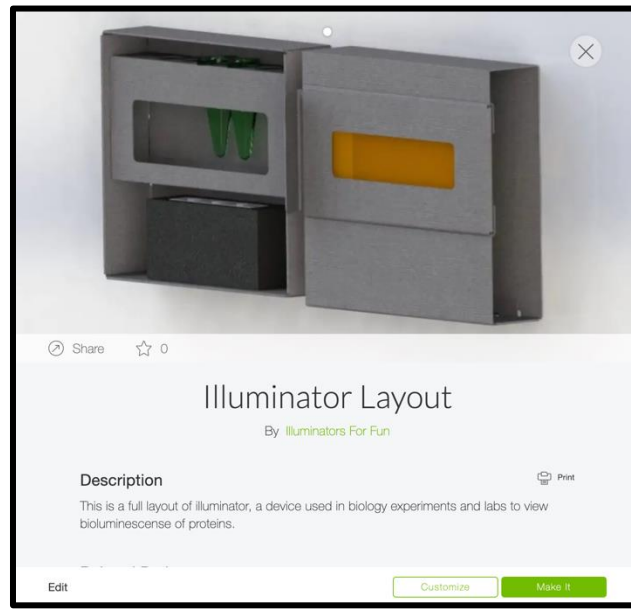 Share 0
Illuminator Layout
By Illuminators For Fun
Description
Print
This is a full layout of illuminator, a device used in biology experiments and labs to view
bioluminescense of proteins.
Edit
Customize
Make It